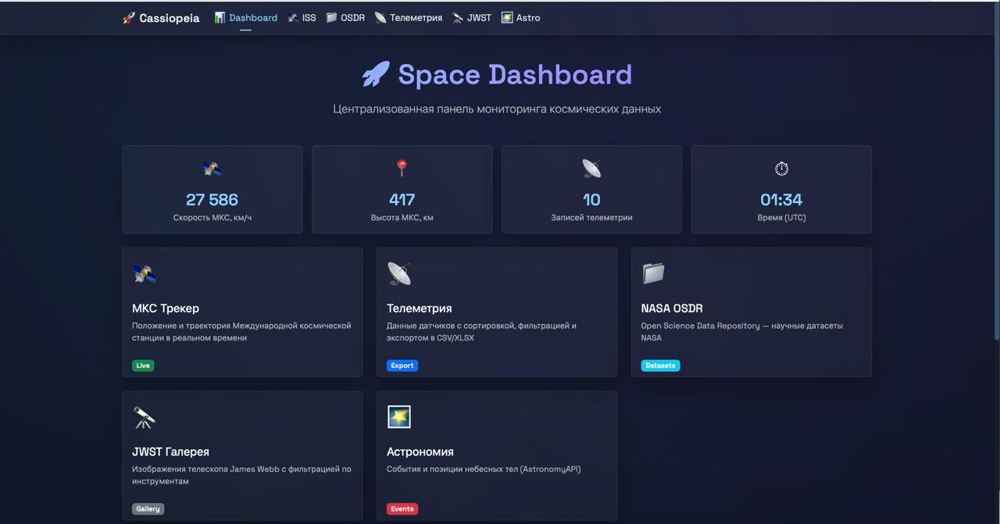 Cassiopeia Dashboard ISS OSDR Телеметрия JWST Astro
Space Dashboard
Централизованная панель мониторинга космических данных
27 586
Скорость МКС, км/ч
417
Высота МКС, км
10
Записей телеметрии
01:34
Время (UTC)
МКС Трекер
Положение и траектория Международной космической
станции в реальном времени
Live
Телеметрия
Данные датчиков с сортировкой, фильтрацией и
экспортом в CSV/XLSX
Export
NASA OSDR
Open Science Data Repository — научные датасеты
NASA
Datasets
JWST Галерея
Изображения телескопа James Webb с фильтрацией по
инструментам
Gallery
Астрономия
События и позиции небесных тел (AstronomyAPI)
Events